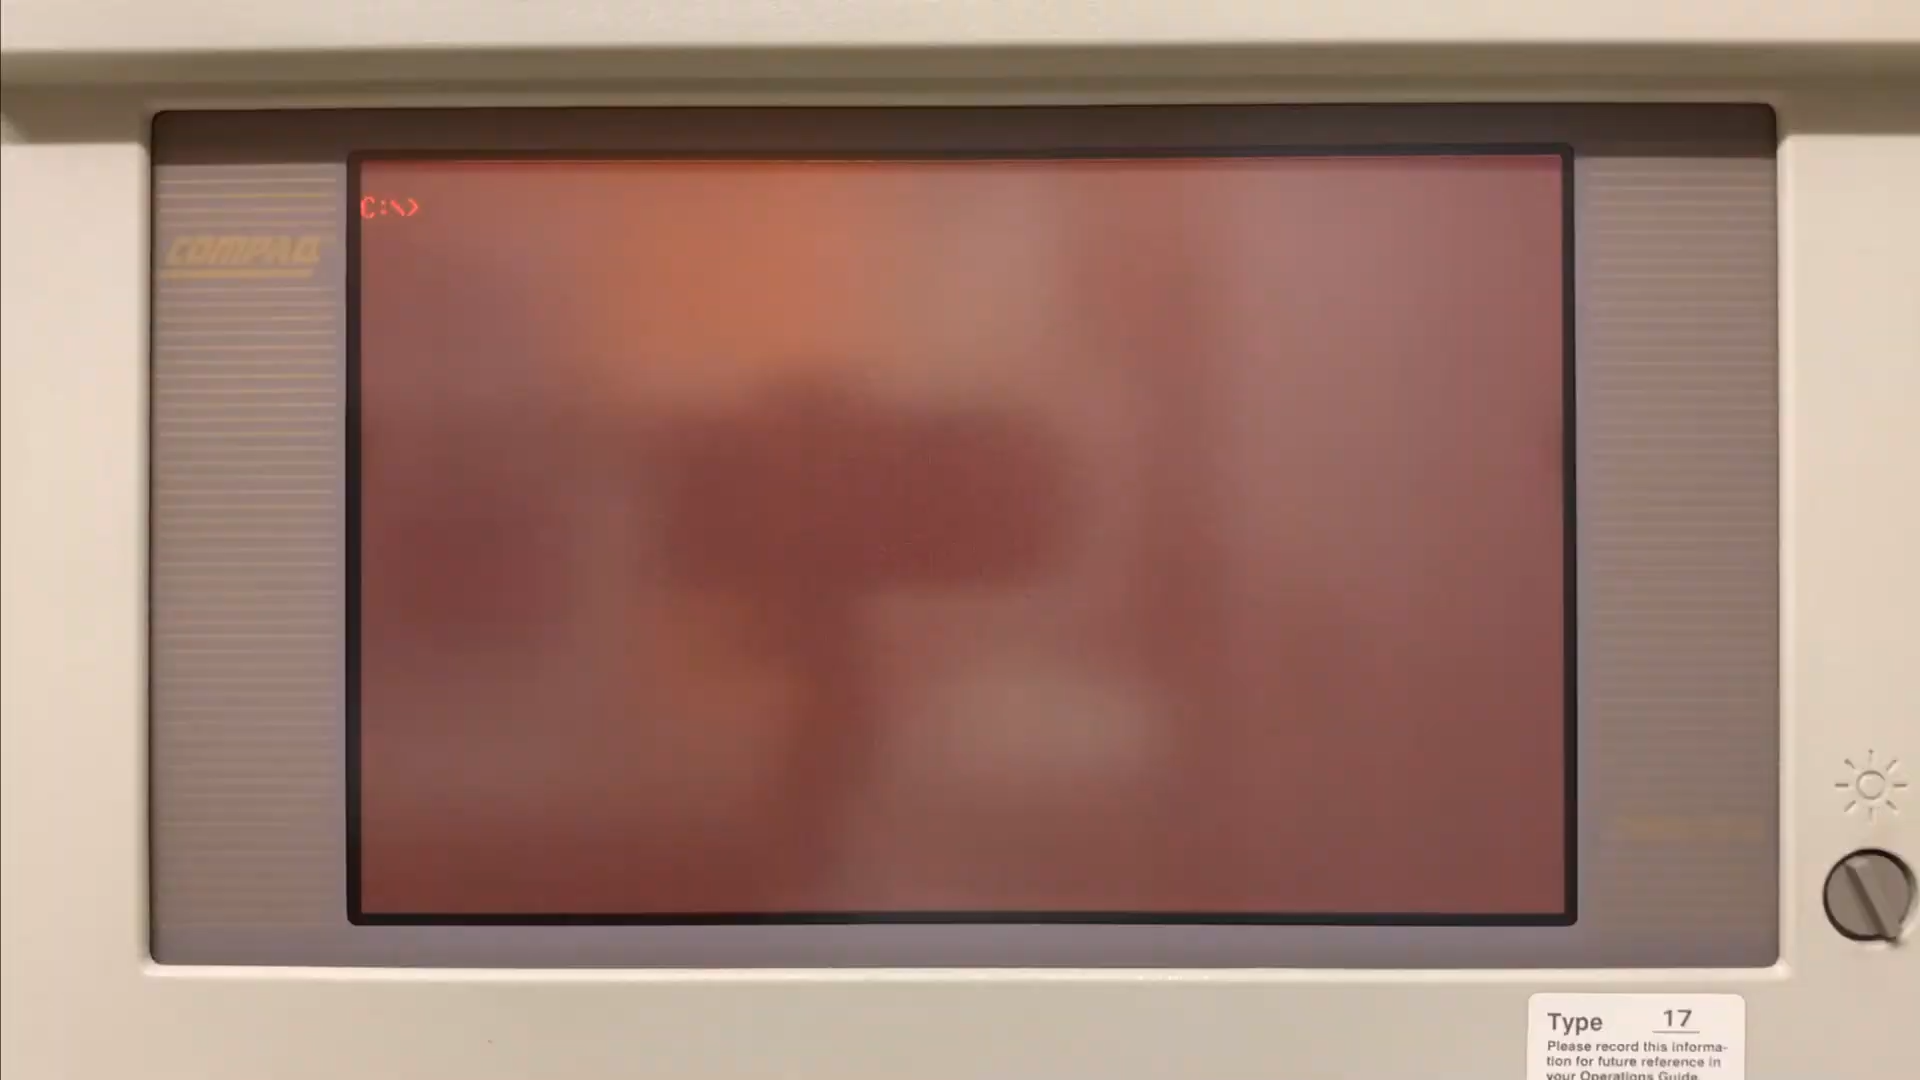 C:\>
COMPAQ
Type 17
Please record this informa-
tion for future reference in
your Operations Guide.